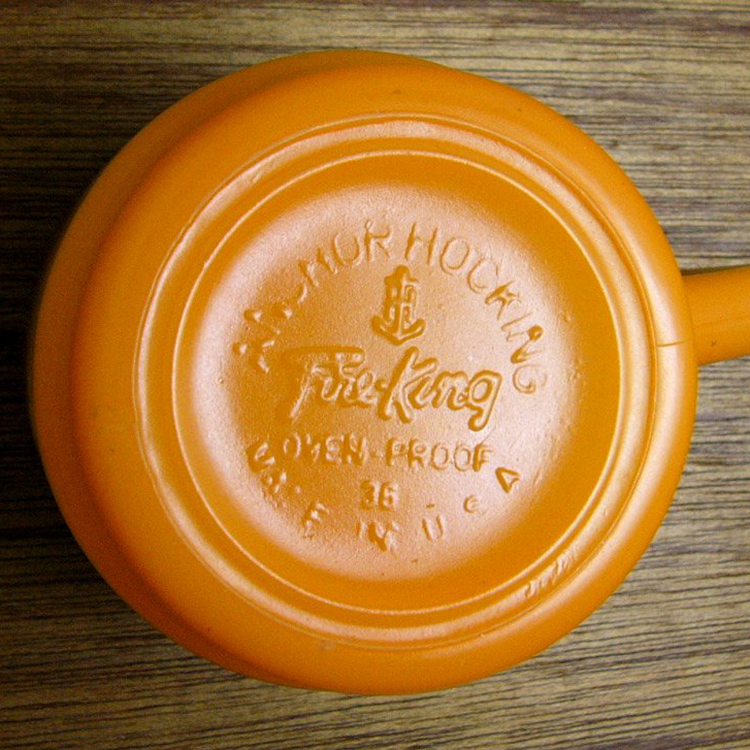 ANCHOR HOCKING
Fire-King
OVEN-PROOF
36
MADE IN U.S.A